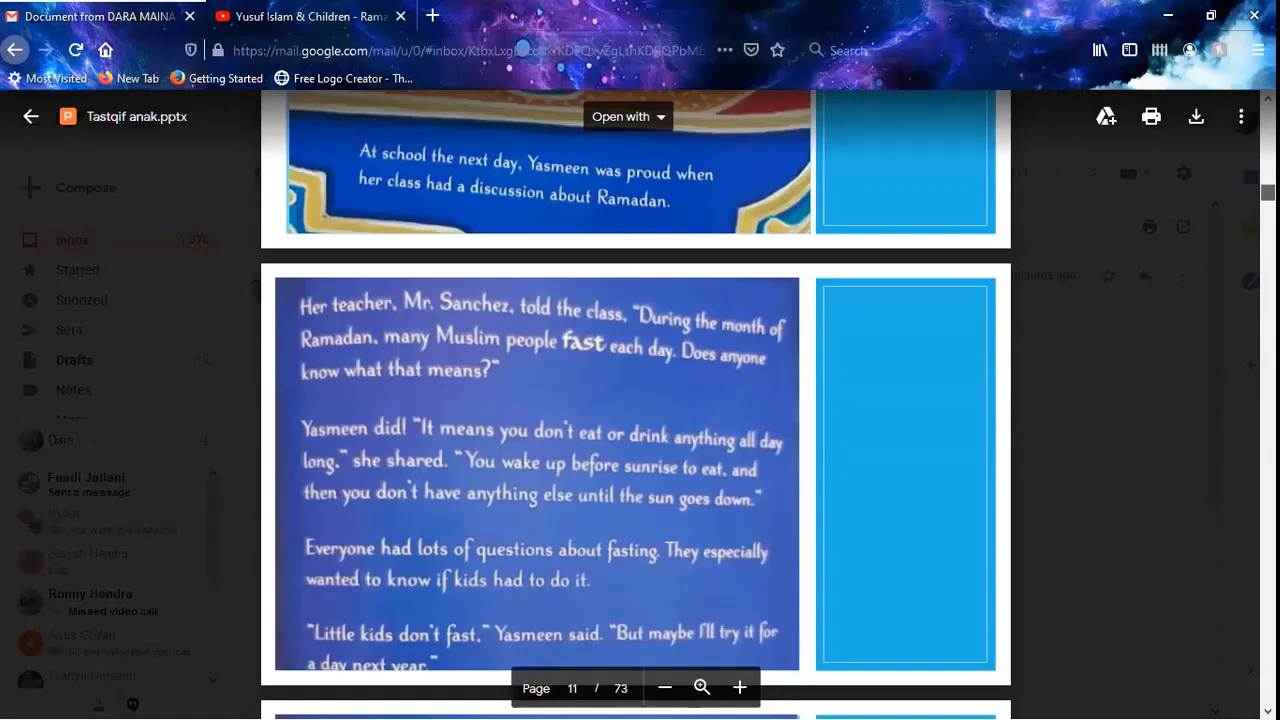 Document from DARA MAINA
Yusuf Islam & Children - Rama
https://mail.google.com/mail/u/0/#inbox/
Search
Most Visited
New Tab
Getting Started
Free Logo Creator - Th...
Tastqif anak.pptx
Open with
Compose
Inbox
Starred
Snoozed
Sent
Drafts
Notes
Dara
Fuadi Jailani
Sent a message
Aisyah Hendra
Ronny Hendra
Missed video call
At school the next day, Yasmeen was proud when
her class had a discussion about Ramadan.
minutes ago
Her teacher, Mr. Sanchez, told the class, "During the month of
Ramadan, many Muslim people fast each day. Does anyone
know what that means?"
Yasmeen did! "It means you don't eat or drink anything all day
long," she shared. "You wake up before sunrise to eat, and
then you don't have anything else until the sun goes down."
Everyone had lots of questions about fasting. They especially
wanted to know if kids had to do it.
"Little kids don't fast," Yasmeen said. "But maybe I'll try it for
a day next year."
Page 11 / 73